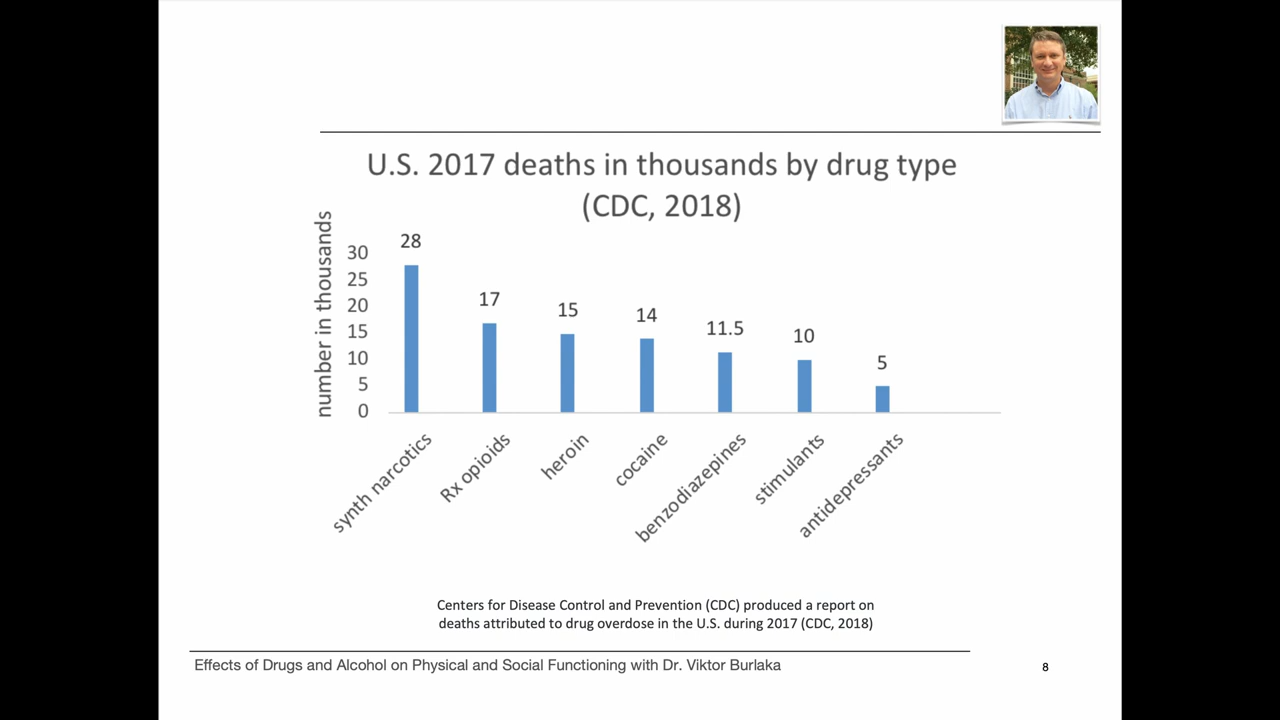 U.S. 2017 deaths in thousands by drug type
(CDC, 2018)
number in thousands
30
25
20
15
10
5
0
28
17
15
14
11.5
10
5
synth narcotics
Rx opioids
heroin
cocaine
benzodiazepines
stimulants
antidepressants
Centers for Disease Control and Prevention (CDC) produced a report on
deaths attributed to drug overdose in the U.S. during 2017 (CDC, 2018)
Effects of Drugs and Alcohol on Physical and Social Functioning with Dr. Viktor Burlaka
8